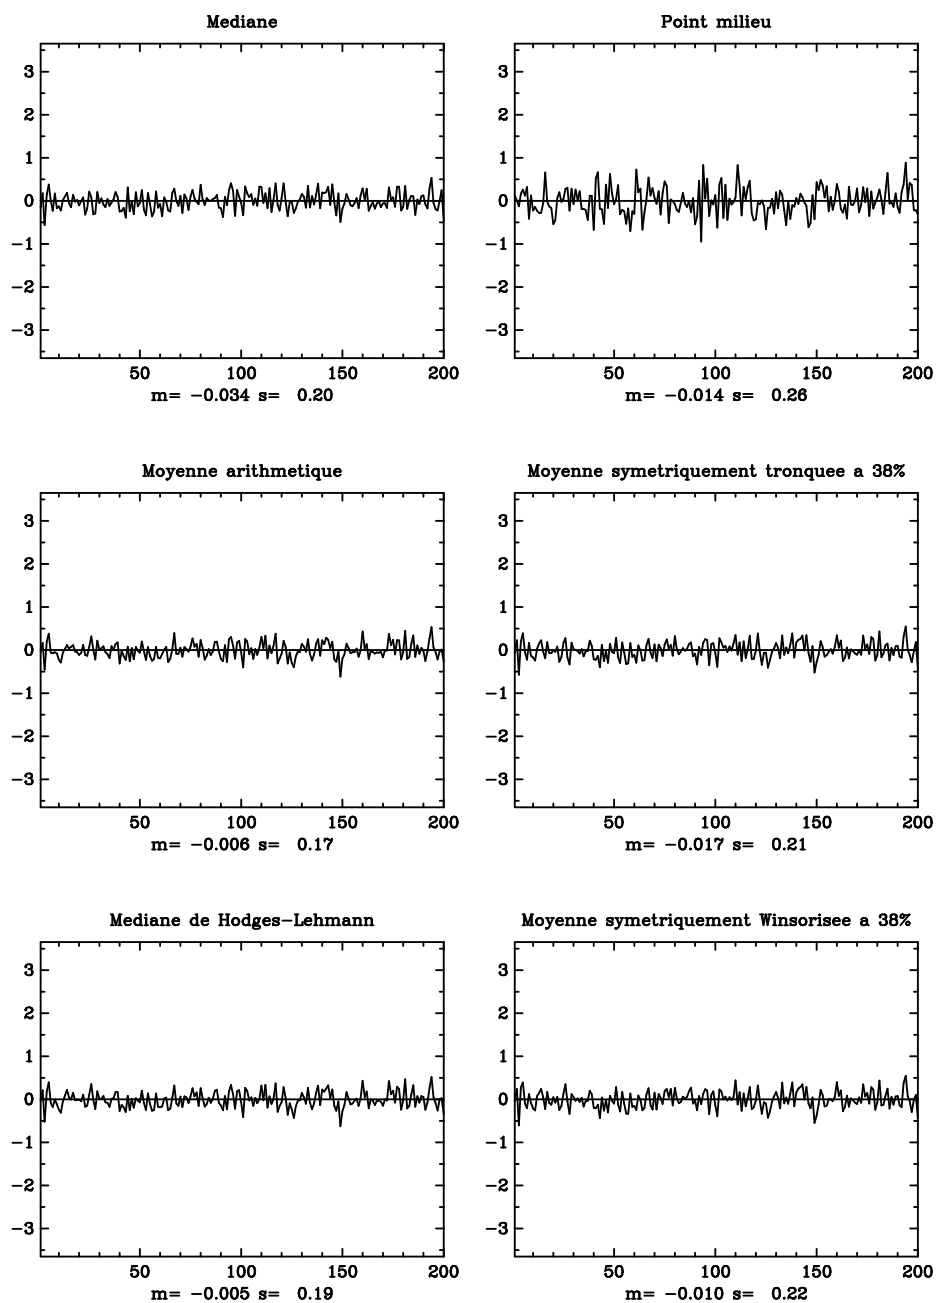 Mediane
3
2
1
0
−1
−2
−3
50 100 150 200
m= −0.034 s= 0.20
Point milieu
3
2
1
0
−1
−2
−3
50 100 150 200
m= −0.014 s= 0.26
Moyenne arithmetique
3
2
1
0
−1
−2
−3
50 100 150 200
m= −0.006 s= 0.17
Moyenne symetriquement tronquee a 38%
3
2
1
0
−1
−2
−3
50 100 150 200
m= −0.017 s= 0.21
Mediane de Hodges−Lehmann
3
2
1
0
−1
−2
−3
50 100 150 200
m= −0.005 s= 0.19
Moyenne symetriquement Winsorisee a 38%
3
2
1
0
−1
−2
−3
50 100 150 200
m= −0.010 s= 0.22